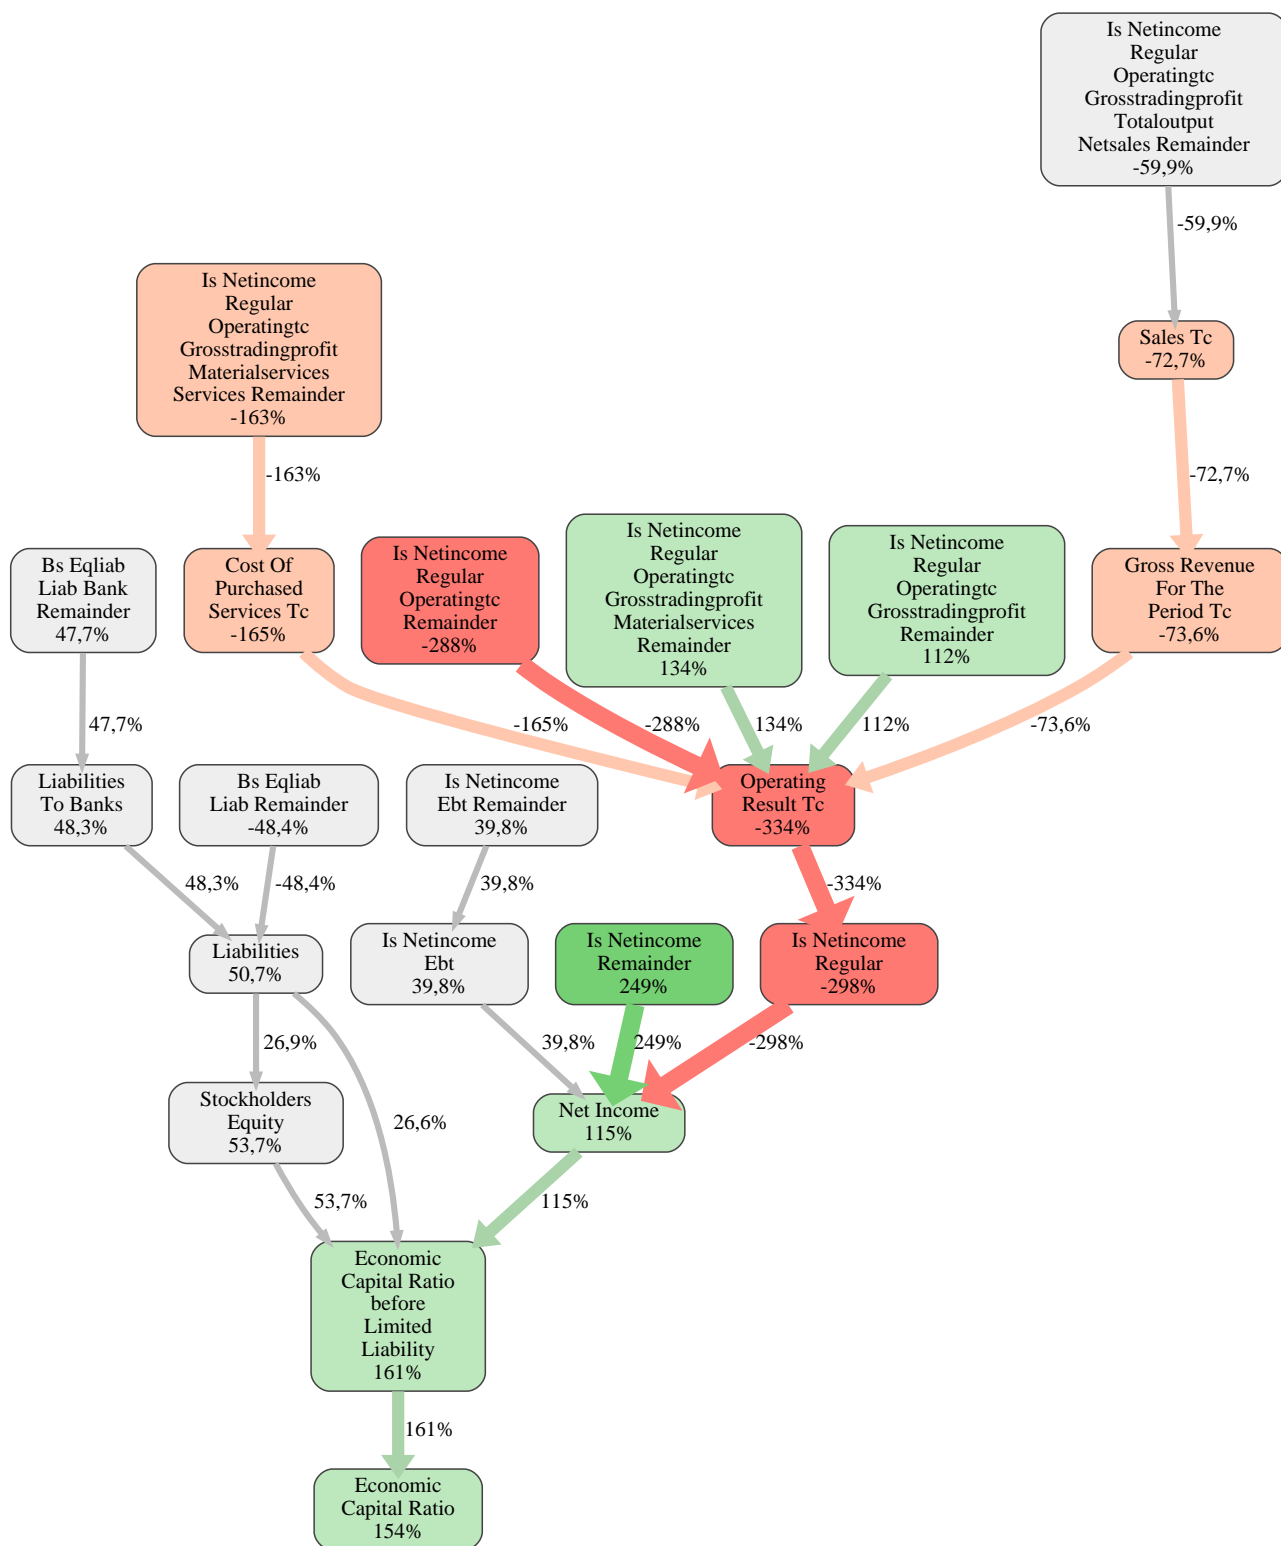 Is Netincome
Regular
Operatingtc
Grosstradingprofit
Totaloutput
Netsales Remainder
-59,9%
-59,9%
Is Netincome
Regular
Operatingtc
Grosstradingprofit
Materialservices
Services Remainder
-163%
Sales Tc
-72,7%
-163%
-72,7%
Bs Eqliab
Liab Bank
Remainder
47,7%
Cost Of
Purchased
Services Tc
-165%
Is Netincome
Regular
Operatingtc
Remainder
-288%
Is Netincome
Regular
Operatingtc
Grosstradingprofit
Materialservices
Remainder
134%
Is Netincome
Regular
Operatingtc
Grosstradingprofit
Remainder
112%
Gross Revenue
For The
Period Tc
-73,6%
47,7%
-165%
-288%
134%
112%
-73,6%
Liabilities
To Banks
48,3%
Bs Eqliab
Liab Remainder
-48,4%
Is Netincome
Ebt Remainder
39,8%
Operating
Result Tc
-334%
48,3%
-48,4%
39,8%
-334%
Liabilities
50,7%
Is Netincome
Ebt
39,8%
Is Netincome
Remainder
249%
Is Netincome
Regular
-298%
26,9%
39,8%
249%
-298%
Stockholders
Equity
53,7%
26,6%
Net Income
115%
53,7%
115%
Economic
Capital Ratio
before
Limited
Liability
161%
161%
Economic
Capital Ratio
154%